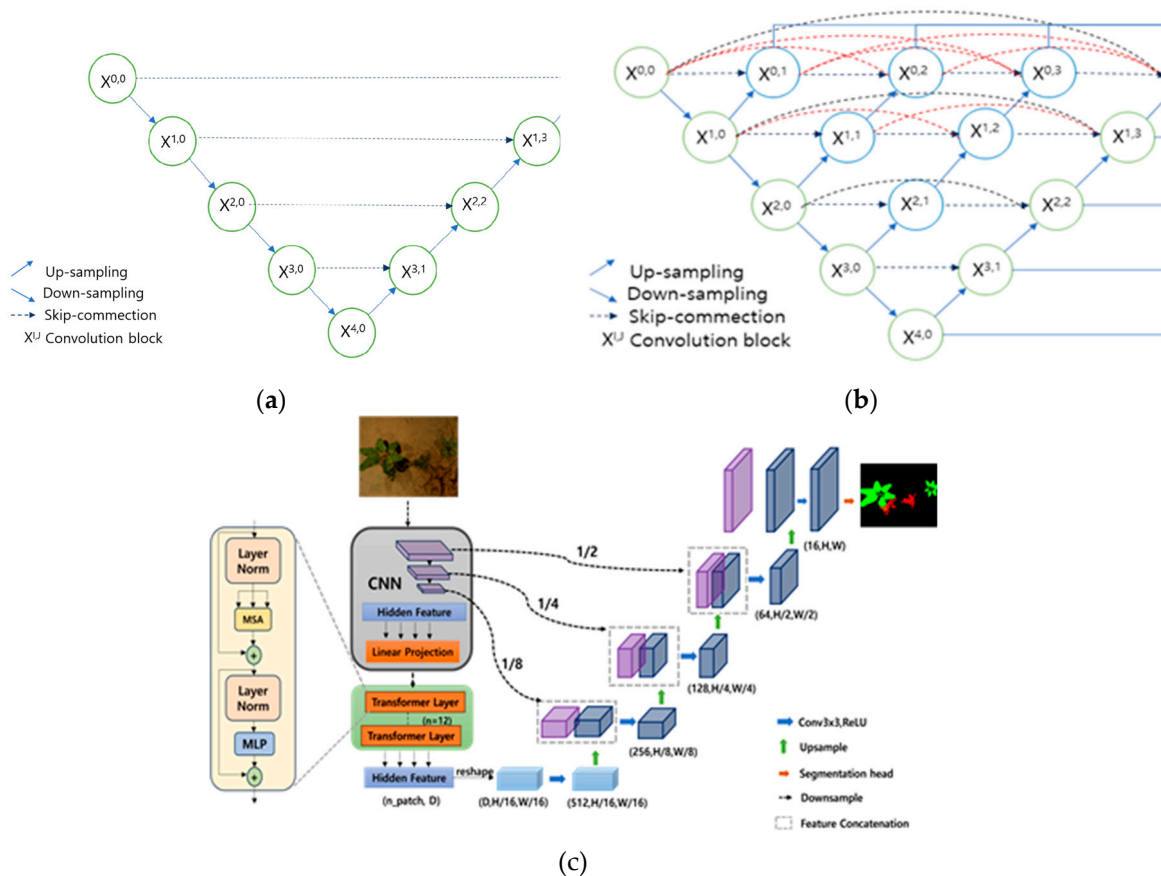 X0,0
X1,0
X1,3
X2,0
X2,2
X3,0
X3,1
X4,0
Up-sampling
Down-sampling
Skip-commection
Xi,j Convolution block
(a)
X0,0
X0,1
X0,2
X0,3
X1,0
X1,1
X1,2
X1,3
X2,0
X2,1
X2,2
X3,0
X3,1
X4,0
Up-sampling
Down-sampling
Skip-commection
Xi,j Convolution block
(b)
Layer
Norm
MSA
+
Layer
Norm
MLP
+
CNN
Hidden Feature
Linear Projection
Transformer Layer
(n=12)
Transformer Layer
Hidden Feature
(n_patch, D)
reshape
(D,H/16,W/16)
(512,H/16,W/16)
1/2
1/4
1/8
(256,H/8,W/8)
(128,H/4,W/4)
(64,H/2,W/2)
(16,H,W)
Conv3x3,ReLU
Upsample
Segmentation head
Downsample
Feature Concatenation
(c)